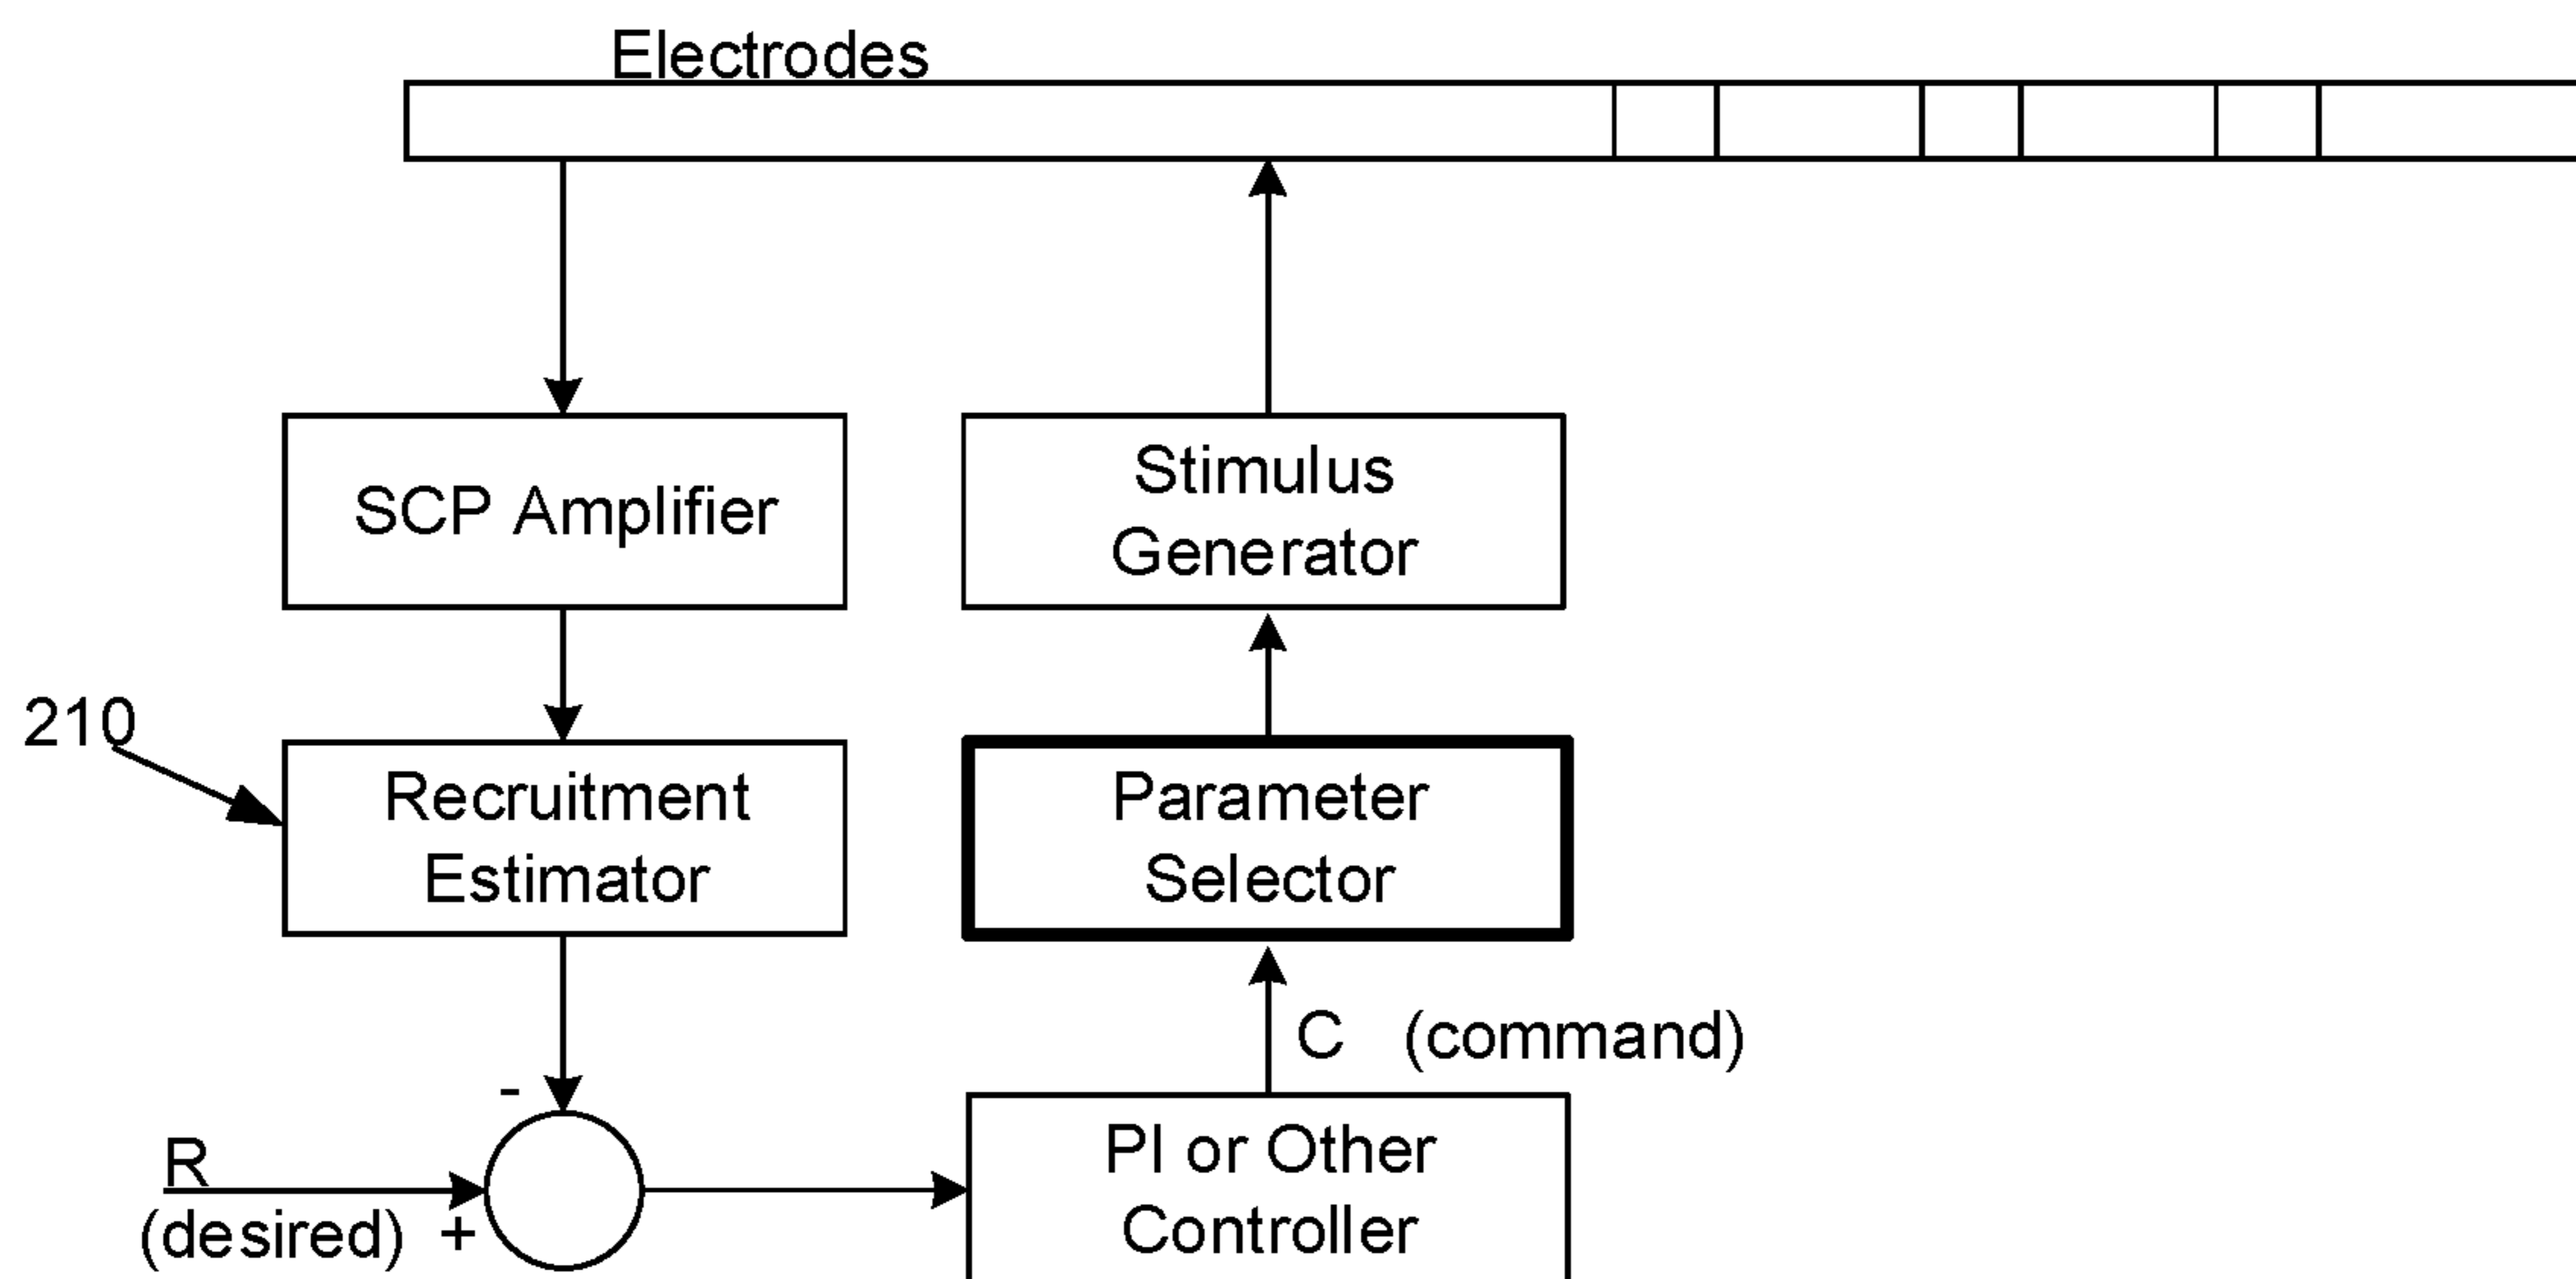 Electrodes
SCP Amplifier
Stimulus
Generator
210
Recruitment
Estimator
Parameter
Selector
C (command)
-
R
(desired) +
PI or Other
Controller